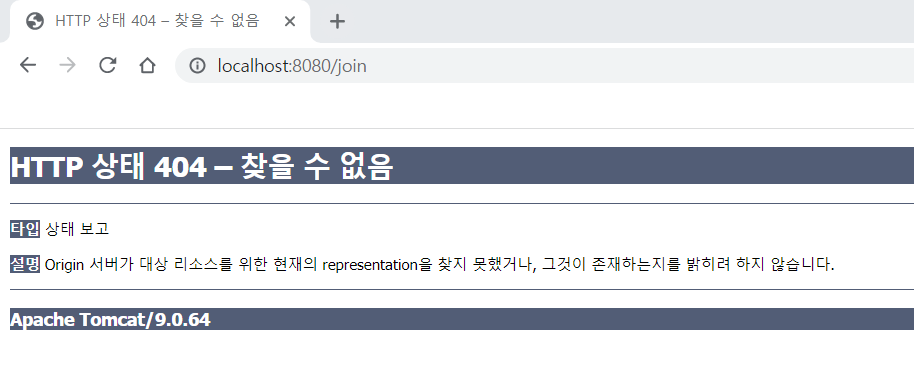 HTTP 상태 404 – 찾을 수 없음
localhost:8080/join
HTTP 상태 404 – 찾을 수 없음
타입 상태 보고
설명 Origin 서버가 대상 리소스를 위한 현재의 representation을 찾지 못했거나, 그것이 존재하는지를 밝히려 하지 않습니다.
Apache Tomcat/9.0.64